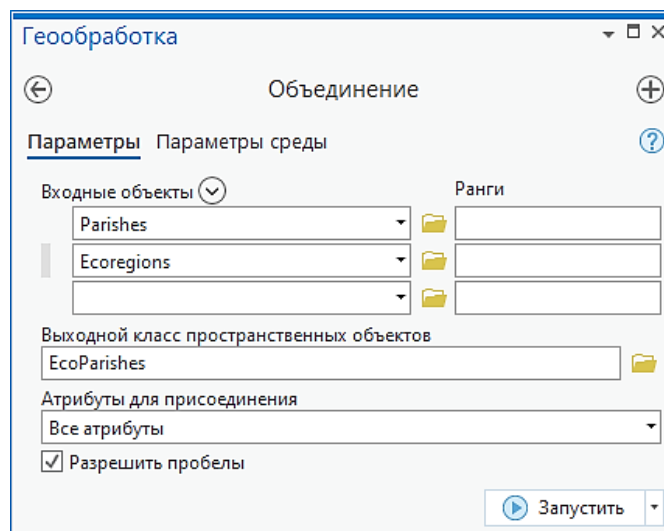 Геообработка
Объединение
Параметры Параметры среды
Входные объекты Ранги
Parishes
Ecoregions
Выходной класс пространственных объектов
EcoParishes
Атрибуты для присоединения
Все атрибуты
Разрешить пробелы
Запустить